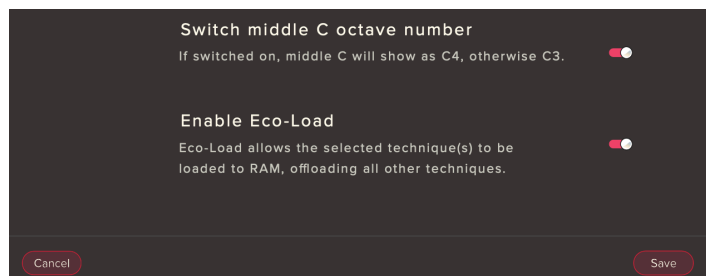 Switch middle C octave number
If switched on, middle C will show as C4, otherwise C3.
Enable Eco-Load
Eco-Load allows the selected technique(s) to be
loaded to RAM, offloading all other techniques.
Cancel
Save